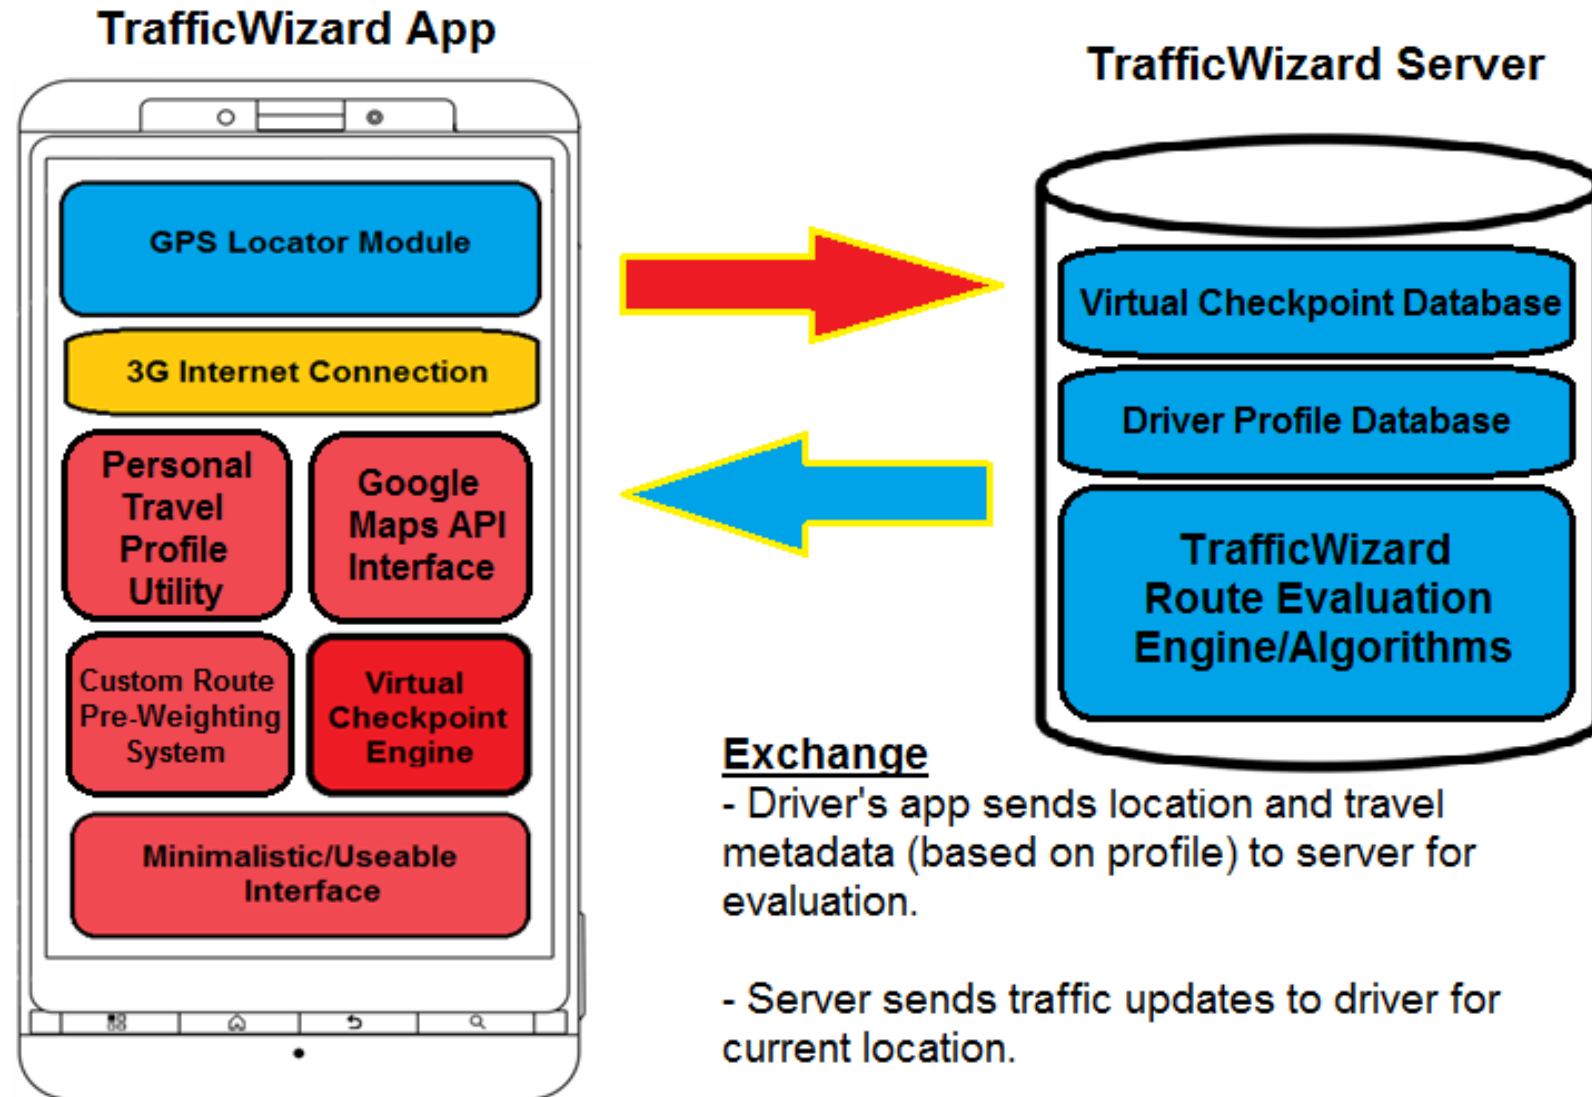 TrafficWizard App
TrafficWizard Server
GPS Locator Module
3G Internet Connection
Personal
Travel
Profile
Utility
Google
Maps API
Interface
Custom Route
Pre-Weighting
System
Virtual
Checkpoint
Engine
Minimalistic/Useable
Interface
Virtual Checkpoint Database
Driver Profile Database
TrafficWizard
Route Evaluation
Engine/Algorithms
Exchange
- Driver's app sends location and travel
metadata (based on profile) to server for
evaluation.
- Server sends traffic updates to driver for
current location.